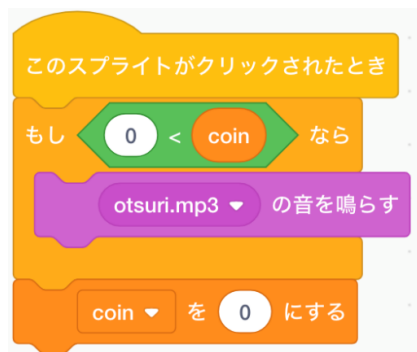 このスプライトがクリックされたとき
もし 0 < coin なら
otsuri.mp3 の音を鳴らす
coin を 0 にする